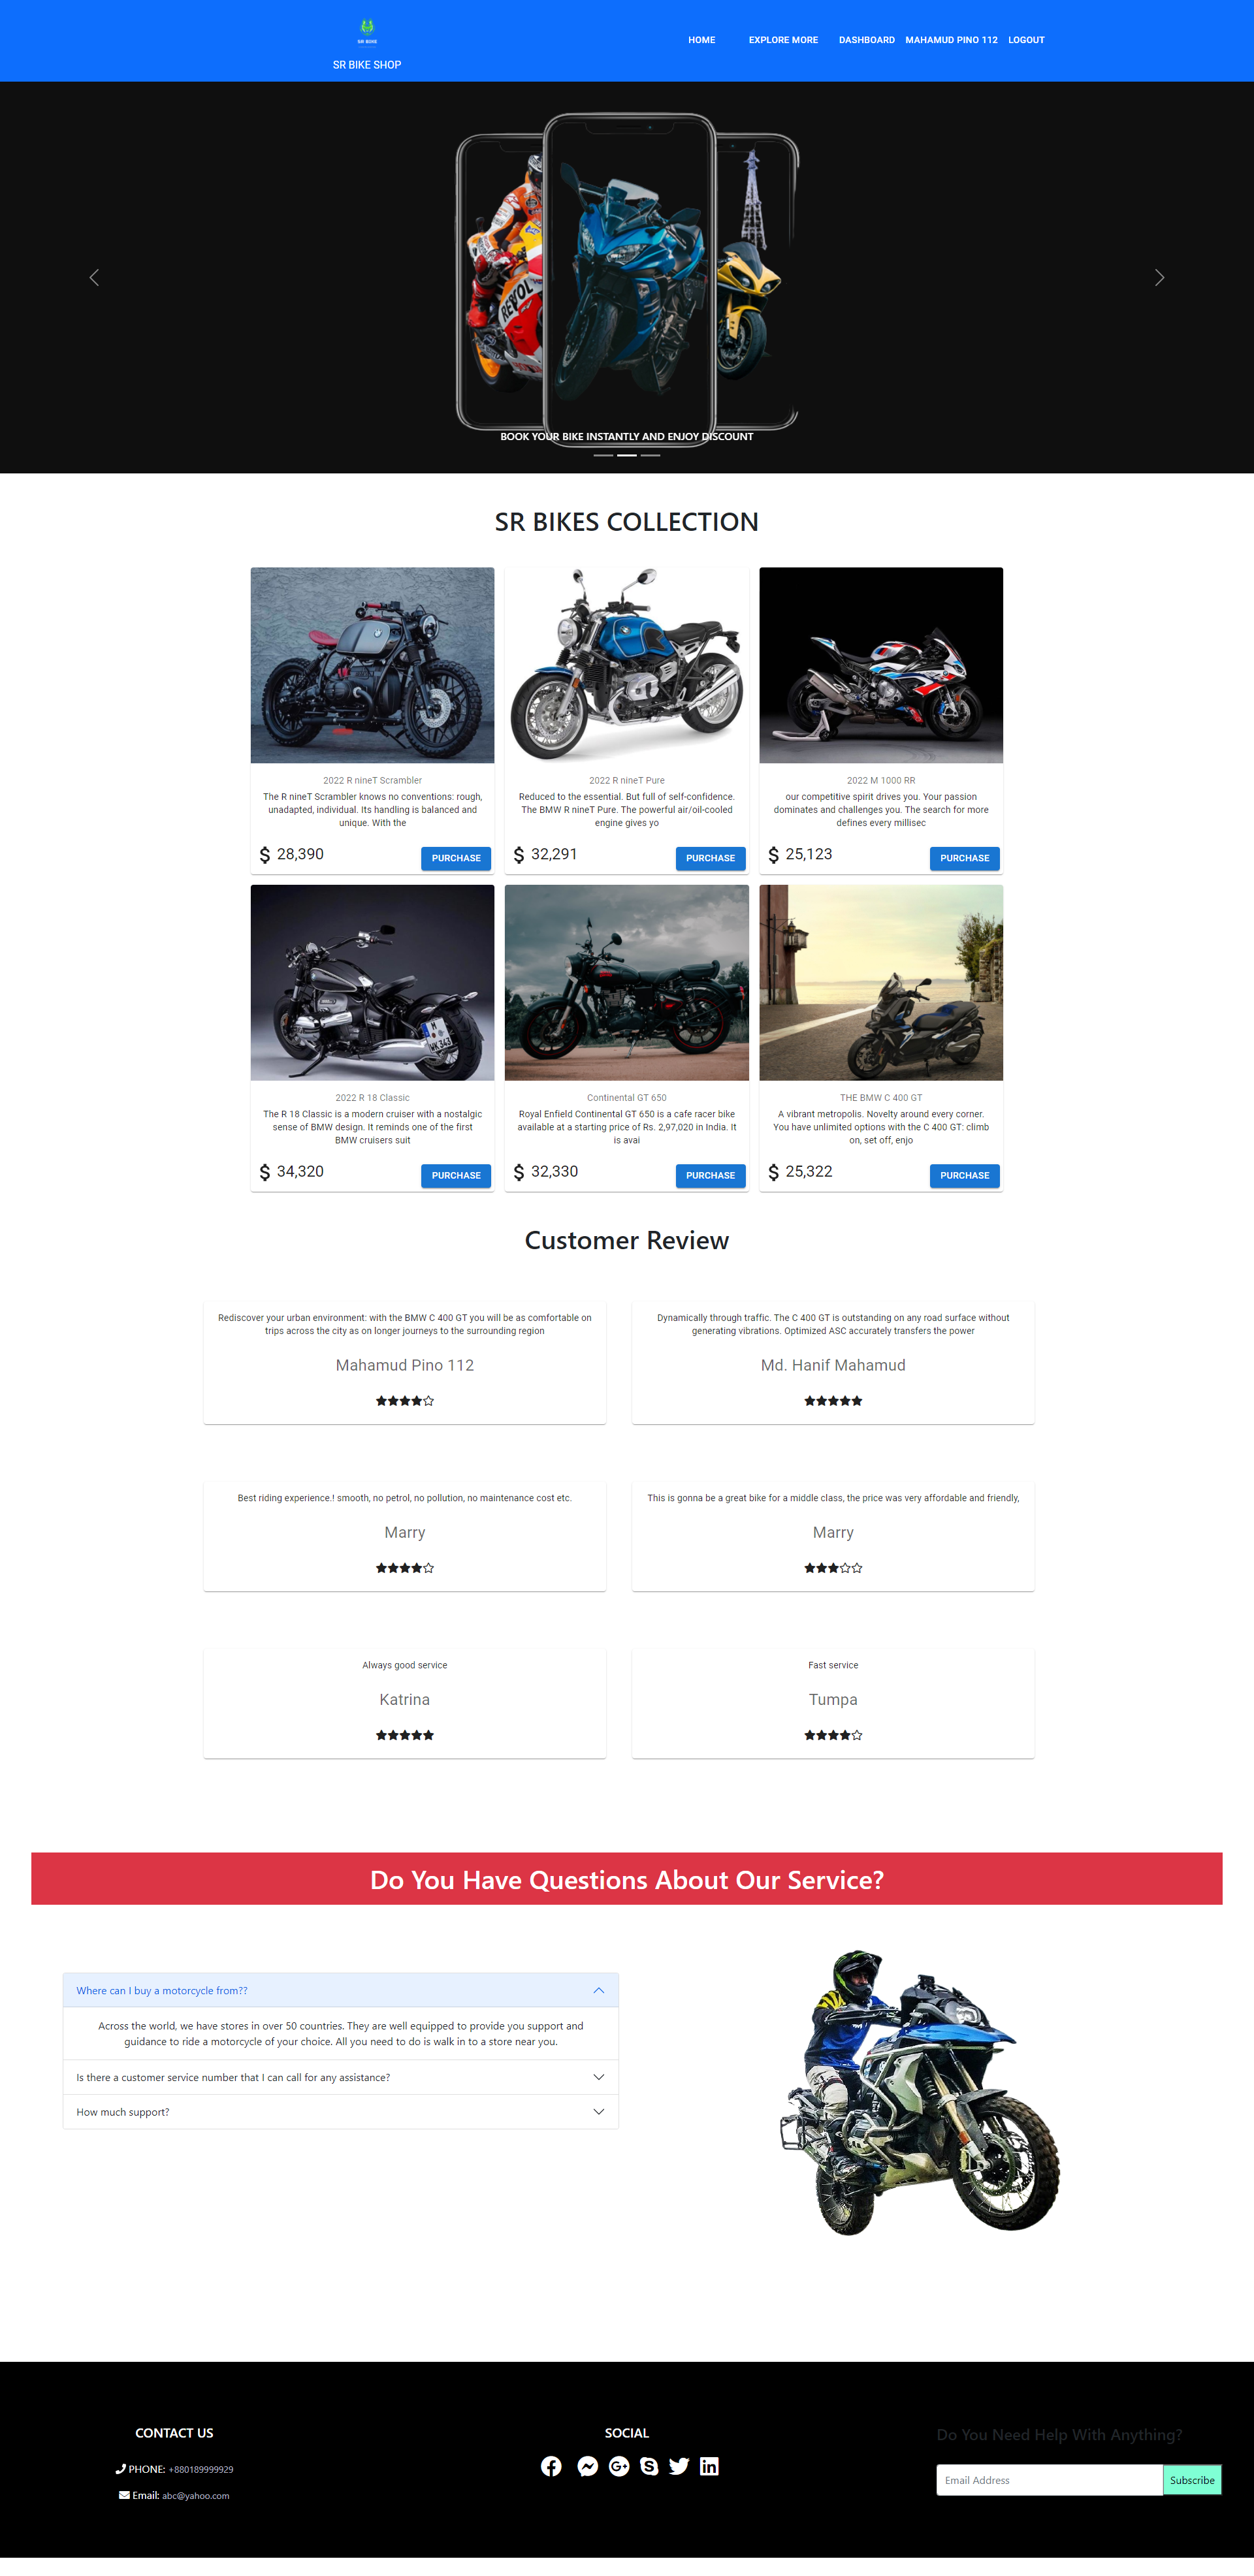 SR BIKE
SR BIKE SHOP
HOME
EXPLORE MORE
DASHBOARD
MAHAMUD PINO 112
LOGOUT
REPSOL
BOOK YOUR BIKE INSTANTLY AND ENJOY DISCOUNT
SR BIKES COLLECTION
2022 R nineT Scrambler
The R nineT Scrambler knows no conventions: rough,
unadapted, individual. Its handling is balanced and
unique. With the
$ 28,390
PURCHASE
2022 R nineT Pure
Reduced to the essential. But full of self-confidence.
The BMW R nineT Pure. The powerful air/oil-cooled
engine gives yo
$ 32,291
PURCHASE
2022 M 1000 RR
our competitive spirit drives you. Your passion
dominates and challenges you. The search for more
defines every millisec
$ 25,123
PURCHASE
2022 R 18 Classic
The R 18 Classic is a modern cruiser with a nostalgic
sense of BMW design. It reminds one of the first
BMW cruisers suit
$ 34,320
PURCHASE
Continental GT 650
Royal Enfield Continental GT 650 is a cafe racer bike
available at a starting price of Rs. 2,97,020 in India. It
is avai
$ 32,330
PURCHASE
THE BMW C 400 GT
A vibrant metropolis. Novelty around every corner.
You have unlimited options with the C 400 GT: climb
on, set off, enjo
$ 25,322
PURCHASE
Customer Review
Rediscover your urban environment: with the BMW C 400 GT you will be as comfortable on
trips across the city as on longer journeys to the surrounding region
Mahamud Pino 112
Dynamically through traffic. The C 400 GT is outstanding on any road surface without
generating vibrations. Optimized ASC accurately transfers the power
Md. Hanif Mahamud
Best riding experience.! smooth, no petrol, no pollution, no maintenance cost etc.
Marry
This is gonna be a great bike for a middle class, the price was very affordable and friendly,
Marry
Always good service
Katrina
Fast service
Tumpa
Do You Have Questions About Our Service?
Where can I buy a motorcycle from??
Across the world, we have stores in over 50 countries. They are well equipped to provide you support and
guidance to ride a motorcycle of your choice. All you need to do is walk in to a store near you.
Is there a customer service number that I can call for any assistance?
How much support?
CONTACT US
PHONE: +880189999929
Email: abc@yahoo.com
SOCIAL
Do You Need Help With Anything?
Email Address
Subscribe